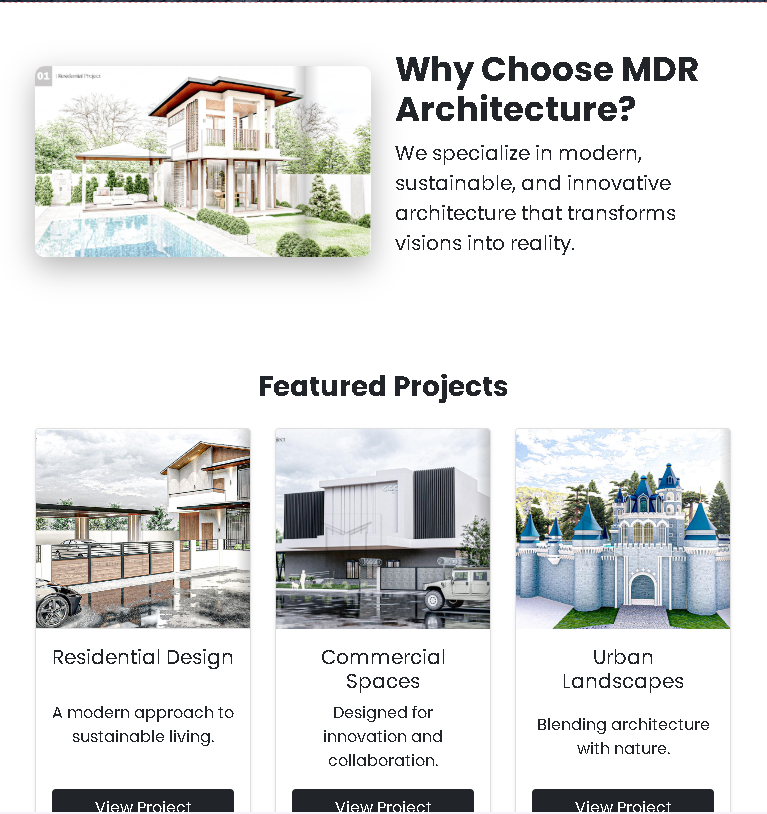 01 | Residential Project
Why Choose MDR
Architecture?
We specialize in modern,
sustainable, and innovative
architecture that transforms
visions into reality.
Featured Projects
Residential Design
A modern approach to
sustainable living.
View Project
Commercial
Spaces
Designed for
innovation and
collaboration.
View Project
Urban
Landscapes
Blending architecture
with nature.
View Project